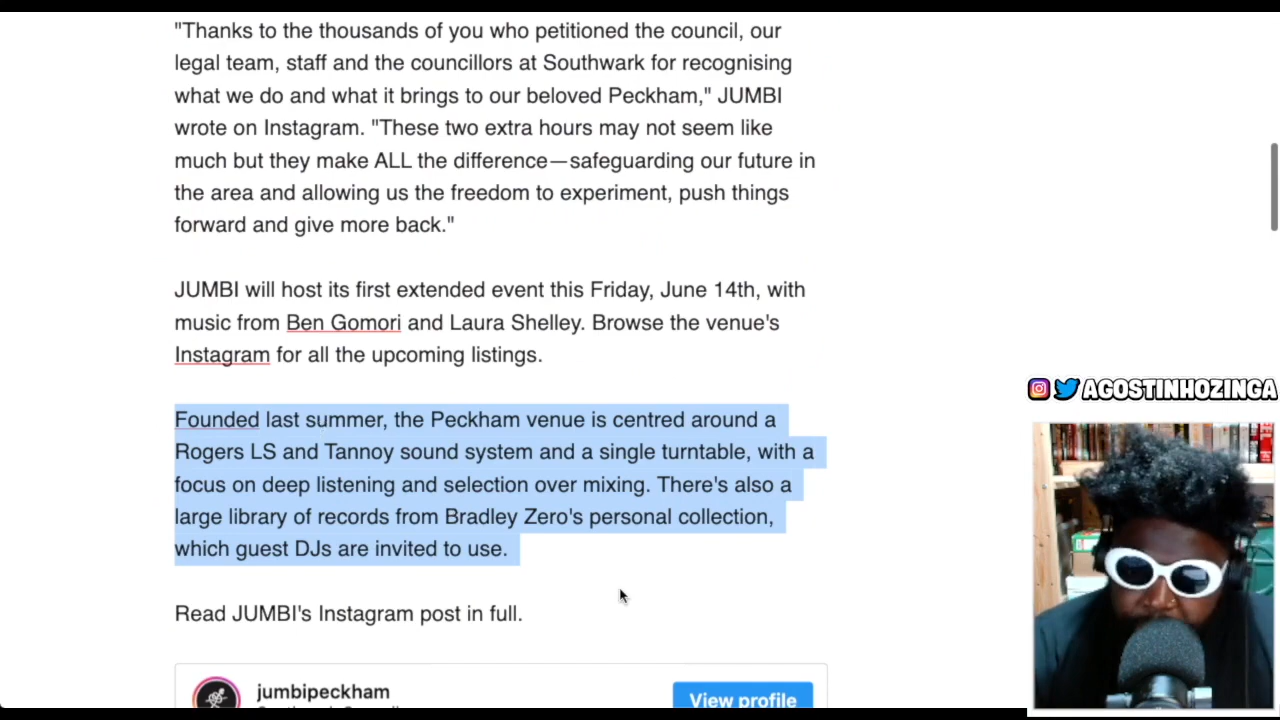 "Thanks to the thousands of you who petitioned the council, our
legal team, staff and the councillors at Southwark for recognising
what we do and what it brings to our beloved Peckham," JUMBI
wrote on Instagram. "These two extra hours may not seem like
much but they make ALL the difference—safeguarding our future in
the area and allowing us the freedom to experiment, push things
forward and give more back."
JUMBI will host its first extended event this Friday, June 14th, with
music from Ben Gomori and Laura Shelley. Browse the venue's
Instagram for all the upcoming listings.
Founded last summer, the Peckham venue is centred around a
Rogers LS and Tannoy sound system and a single turntable, with a
focus on deep listening and selection over mixing. There's also a
large library of records from Bradley Zero's personal collection,
which guest DJs are invited to use.
Read JUMBI's Instagram post in full.
jumbipeckham
View profile
AGOSTINHOZINGA